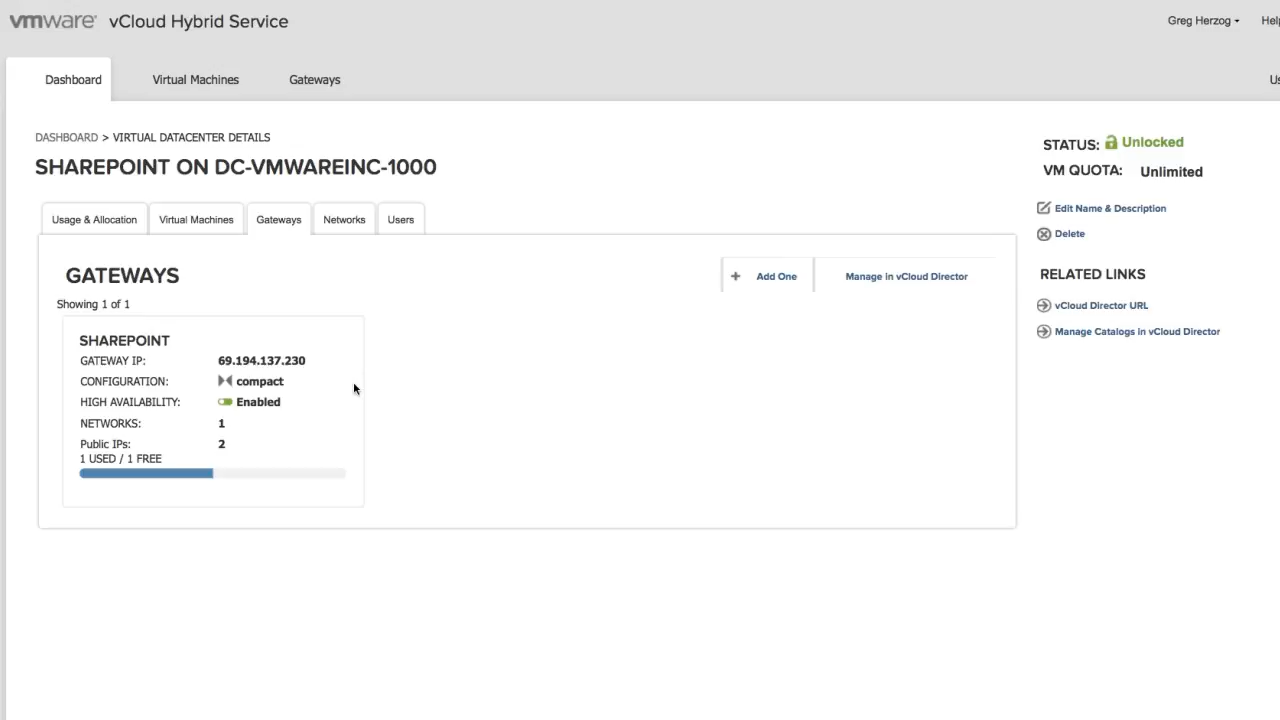 vmware vCloud Hybrid Service
Greg Herzog
Dashboard
Virtual Machines
Gateways
DASHBOARD > VIRTUAL DATACENTER DETAILS
SHAREPOINT ON DC-VMWAREINC-1000
STATUS: Unlocked
VM QUOTA: Unlimited
Edit Name & Description
Delete
RELATED LINKS
vCloud Director URL
Manage Catalogs in vCloud Director
Usage & Allocation
Virtual Machines
Gateways
Networks
Users
GATEWAYS
+ Add One
Manage in vCloud Director
Showing 1 of 1
SHAREPOINT
GATEWAY IP: 69.194.137.230
CONFIGURATION: compact
HIGH AVAILABILITY: Enabled
NETWORKS: 1
Public IPs: 2
1 USED / 1 FREE